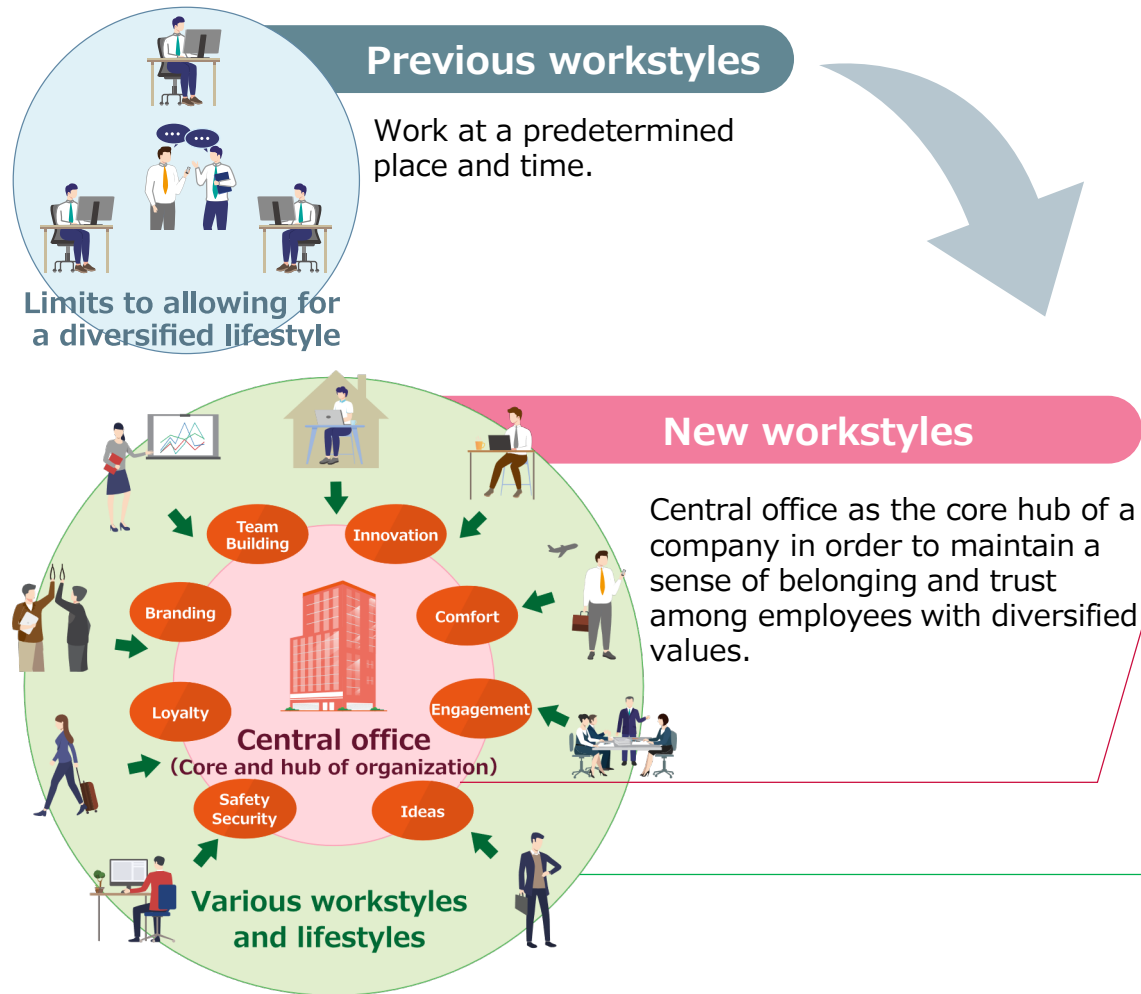 Previous workstyles
Work at a predetermined
place and time.
Limits to allowing for
a diversified lifestyle
New workstyles
Central office as the core hub of a
company in order to maintain a
sense of belonging and trust
among employees with diversified
values.
Team
Building
Innovation
Branding
Comfort
Loyalty
Engagement
Central office
(Core and hub of organization)
Safety
Security
Ideas
Various workstyles
and lifestyles